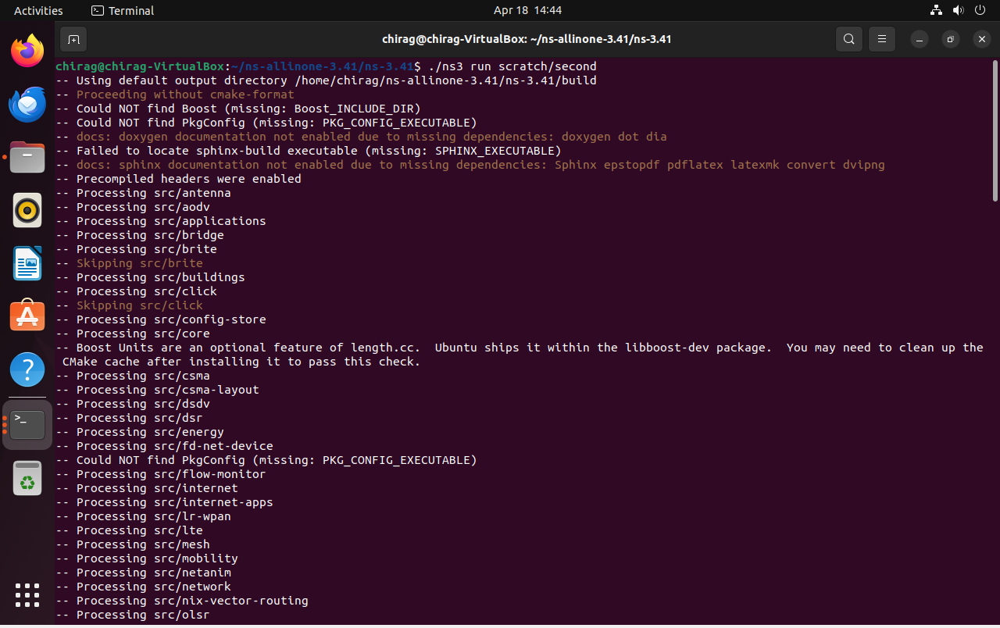 Activities
Terminal
Apr 18 14:44
chirag@chirag-VirtualBox: ~/ns-allinone-3.41/ns-3.41
chirag@chirag-VirtualBox:~/ns-allinone-3.41/ns-3.41$ ./ns3 run scratch/second
-- Using default output directory /home/chirag/ns-allinone-3.41/ns-3.41/build
-- Proceeding without cmake-format
-- Could NOT find Boost (missing: Boost_INCLUDE_DIR)
-- Could NOT find PkgConfig (missing: PKG_CONFIG_EXECUTABLE)
-- docs: doxygen documentation not enabled due to missing dependencies: doxygen dot dia
-- Failed to locate sphinx-build executable (missing: SPHINX_EXECUTABLE)
-- docs: sphinx documentation not enabled due to missing dependencies: Sphinx epstopdf pdflatex latexmk convert dvipng
-- Precompiled headers were enabled
-- Processing src/antenna
-- Processing src/aodv
-- Processing src/applications
-- Processing src/bridge
-- Processing src/brite
-- Skipping src/brite
-- Processing src/buildings
-- Processing src/click
-- Skipping src/click
-- Processing src/config-store
-- Processing src/core
-- Boost Units are an optional feature of length.cc.  Ubuntu ships it within the libboost-dev package.  You may need to clean up the
 CMake cache after installing it to pass this check.
-- Processing src/csma
-- Processing src/csma-layout
-- Processing src/dsdv
-- Processing src/dsr
-- Processing src/energy
-- Processing src/fd-net-device
-- Could NOT find PkgConfig (missing: PKG_CONFIG_EXECUTABLE)
-- Processing src/flow-monitor
-- Processing src/internet
-- Processing src/internet-apps
-- Processing src/lr-wpan
-- Processing src/lte
-- Processing src/mesh
-- Processing src/mobility
-- Processing src/netanim
-- Processing src/network
-- Processing src/nix-vector-routing
-- Processing src/olsr